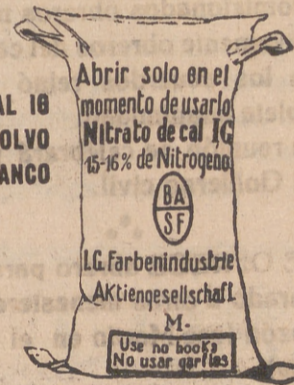 AL IG
OLVO
ANCO
Abrir solo en el
momento de usarlo
Nitrato de cal IG
15-16% de Nitrogeno
BA
SF
I.G. Farbenindustrie
Aktiengesellschaft
M-
Use no books
No usar garfios